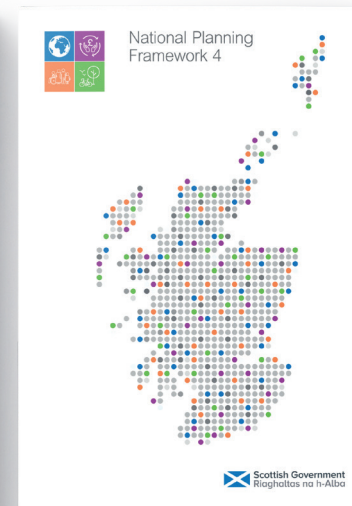 National Planning
Framework 4
Scottish Government
Riaghaltas na h-Alba